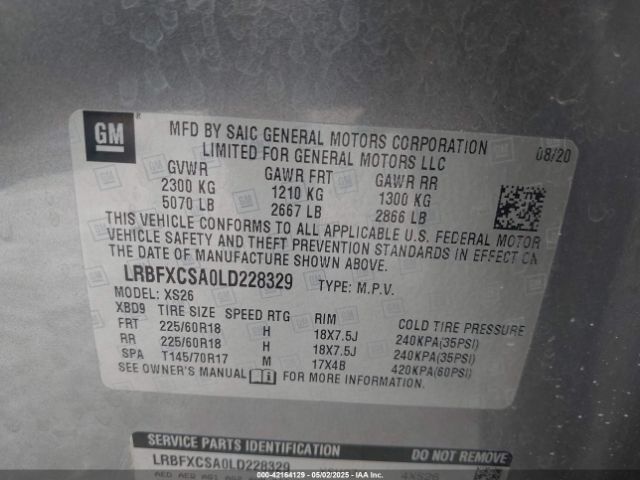 GM
MFD BY SAIC GENERAL MOTORS CORPORATION
LIMITED FOR GENERAL MOTORS LLC
08/20
GVWR GAWR FRT GAWR RR
2300 KG 1210 KG 1300 KG
5070 LB 2667 LB 2866 LB
THIS VEHICLE CONFORMS TO ALL APPLICABLE U.S. FEDERAL MOTOR
VEHICLE SAFETY AND THEFT PREVENTION STANDARDS IN EFFECT ON
THE DATE OF MANUFACTURE SHOWN ABOVE.
LRBFXCSA0LD228329 TYPE: M.P.V.
MODEL: XS26
XBD9 TIRE SIZE SPEED RTG RIM COLD TIRE PRESSURE
FRT 225/60R18 H 18X7.5J 240KPA(35PSI)
RR 225/60R18 H 18X7.5J 240KPA(35PSI)
SPA T145/70R17 M 17X4B 420KPA(60PSI)
SEE OWNER'S MANUAL FOR MORE INFORMATION
SERVICE PARTS IDENTIFICATION DO NOT REMOVE
LRBFXCSA0LD228329
4XS26
000-42164129 05/02/2025 IAA Inc.